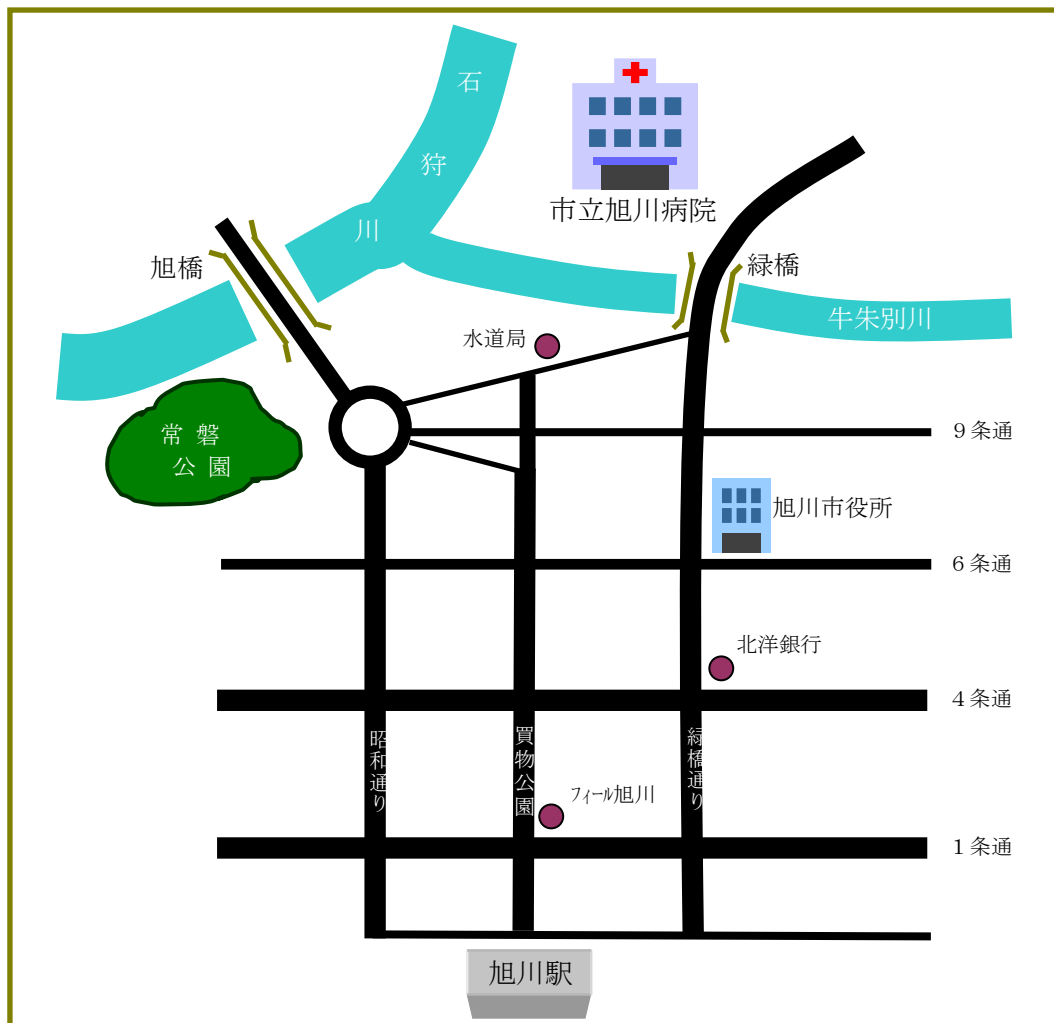 石
狩
川
市立旭川病院
旭橋
緑橋
牛朱別川
水道局
常磐
公園
９条通
旭川市役所
６条通
北洋銀行
４条通
昭和通り
買物公園
緑橋通り
ﾌｨｰﾙ旭川
１条通
旭川駅